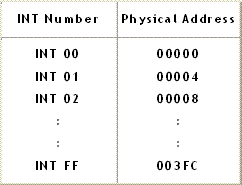 INT Number Physical Address
INT 00 00000
INT 01 00004
INT 02 00008
: :
: :
INT FF 003FC